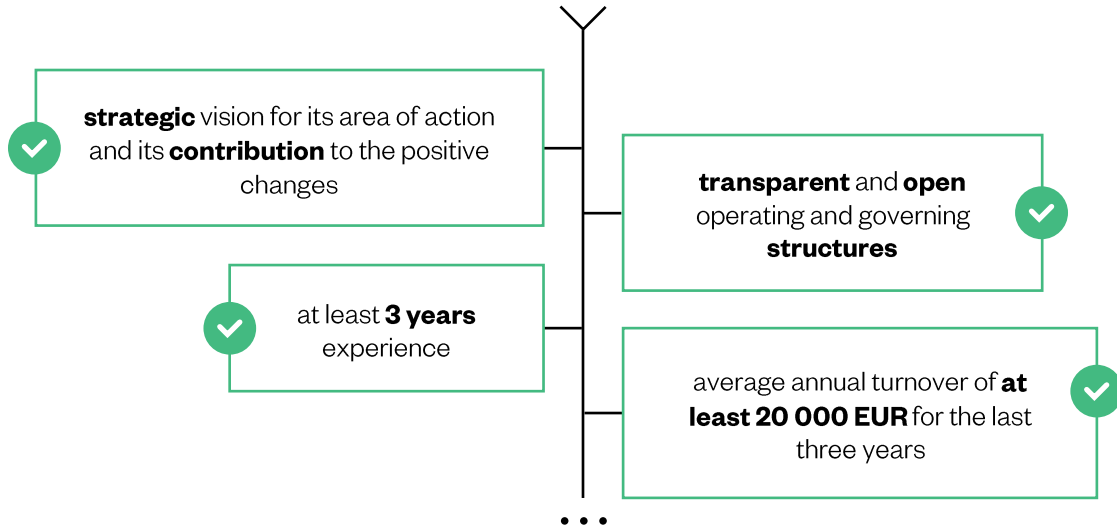 strategic vision for its area of action
and its contribution to the positive
changes
transparent and open
operating and governing
structures
at least 3 years
experience
average annual turnover of at
least 20 000 EUR for the last
three years
...